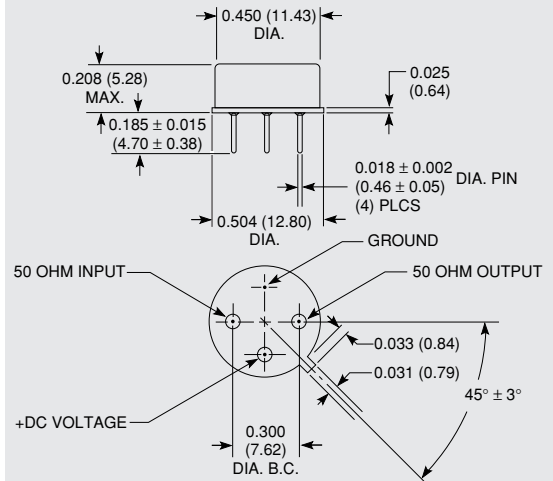 0.450 (11.43)
DIA.
0.208 (5.28)
MAX.
0.025
(0.64)
0.185 ± 0.015
(4.70 ± 0.38)
0.018 ± 0.002
(0.46 ± 0.05)
DIA. PIN
(4) PLCS
0.504 (12.80)
DIA.
GROUND
50 OHM INPUT
50 OHM OUTPUT
0.033 (0.84)
0.031 (0.79)
45° ± 3°
+DC VOLTAGE
0.300
(7.62)
DIA. B.C.